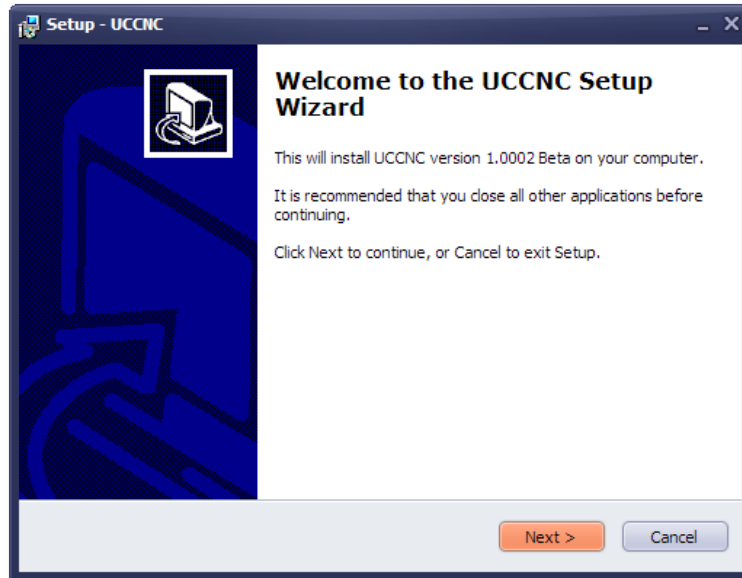 Setup - UCCNC
Welcome to the UCCNC Setup
Wizard
This will install UCCNC version 1.0002 Beta on your computer.
It is recommended that you close all other applications before
continuing.
Click Next to continue, or Cancel to exit Setup.
Next >
Cancel